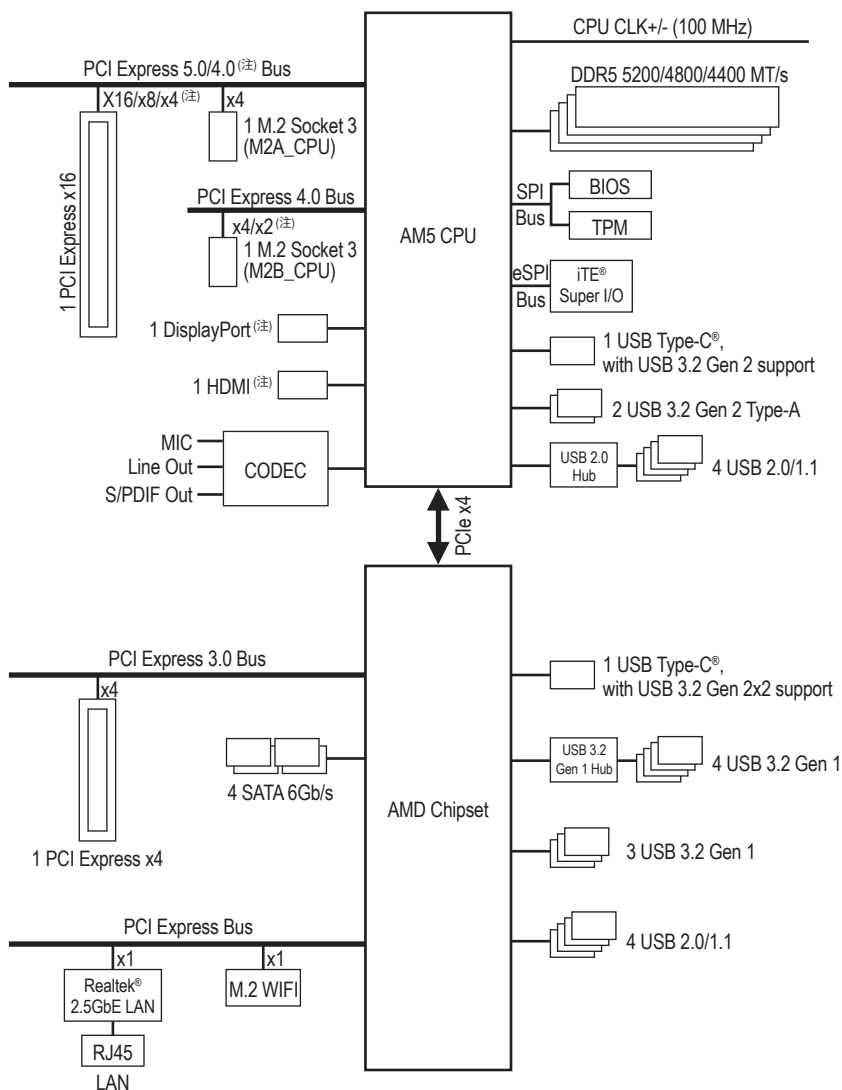 CPU CLK+/- (100 MHz)
PCI Express 5.0/4.0(注) Bus
DDR5 5200/4800/4400 MT/s
X16/x8/x4(注)
x4
1 M.2 Socket 3
(M2A_CPU)
1 PCI Express x16
PCI Express 4.0 Bus
x4/x2(注)
1 M.2 Socket 3
(M2B_CPU)
AM5 CPU
SPI
Bus
BIOS
TPM
eSPI
Bus
iTE®
Super I/O
1 DisplayPort(注)
1 USB Type-C®,
with USB 3.2 Gen 2 support
1 HDMI(注)
2 USB 3.2 Gen 2 Type-A
MIC
Line Out
S/PDIF Out
CODEC
USB 2.0
Hub
4 USB 2.0/1.1
PCIe x4
PCI Express 3.0 Bus
x4
1 PCI Express x4
1 USB Type-C®,
with USB 3.2 Gen 2x2 support
4 SATA 6Gb/s
AMD Chipset
USB 3.2
Gen 1 Hub
4 USB 3.2 Gen 1
3 USB 3.2 Gen 1
PCI Express Bus
4 USB 2.0/1.1
x1
x1
Realtek®
2.5GbE LAN
M.2 WIFI
RJ45
LAN